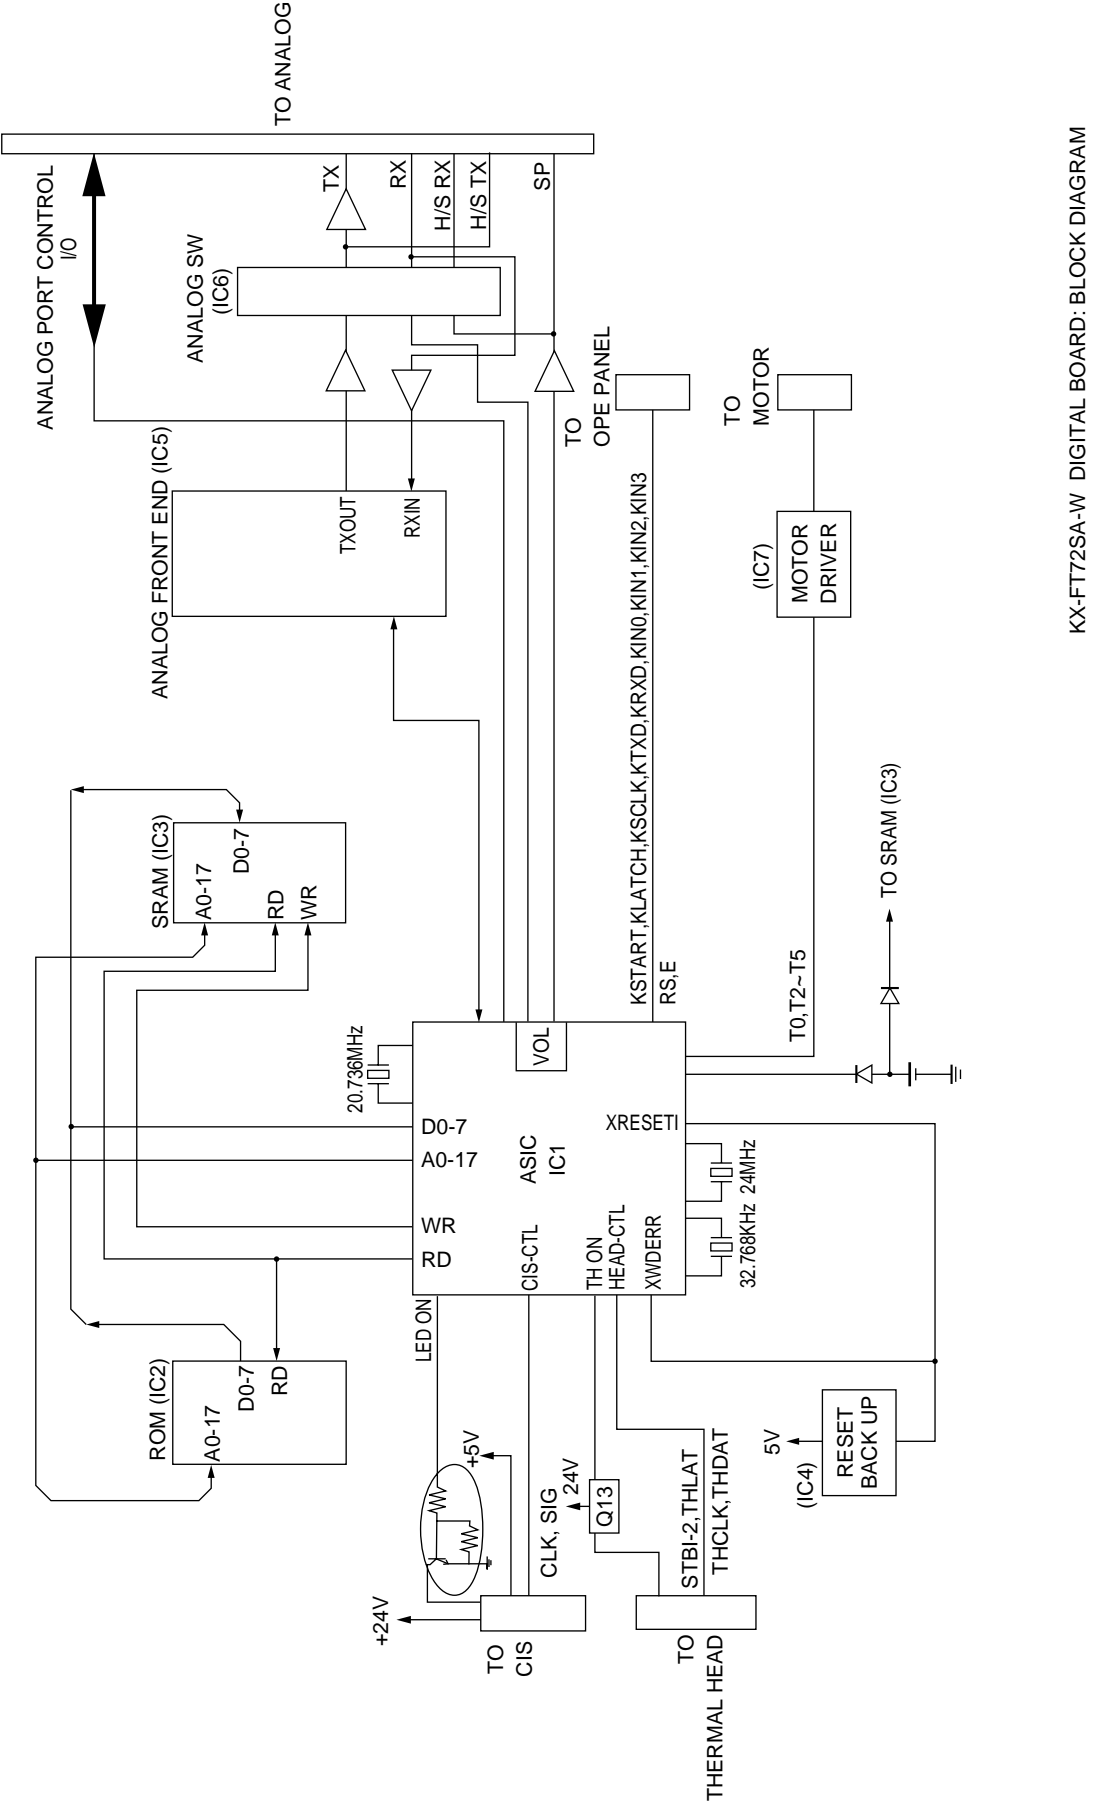 TO ANALOG
ANALOG PORT CONTROL
I/O
ANALOG SW
(IC6)
TX
RX
H/S RX
H/S TX
SP
ANALOG FRONT END (IC5)
TXOUT
RXIN
TO
OPE PANEL
TO
MOTOR
(IC7)
MOTOR
DRIVER
KSTART,KLATCH,KSCLK,KTXD,KRXD,KIN0,KIN1,KIN2,KIN3
RS,E
T0,T2~T5
TO SRAM (IC3)
SRAM (IC3)
A0-17
D0-7
RD
WR
20.736MHz
VOL
D0-7
A0-17
WR
RD
ASIC
IC1
XRESETI
CIS-CTL
TH ON
HEAD-CTL
XWDERR
24MHz
32.768KHz
LED ON
ROM (IC2)
A0-17
D0-7
RD
+5V
+24V
CLK, SIG
TO
CIS
24V
Q13
STBI-2,THLAT
THCLK,THDAT
TO
THERMAL HEAD
5V
(IC4)
RESET
BACK UP
KX-FT72SA-W DIGITAL BOARD: BLOCK DIAGRAM